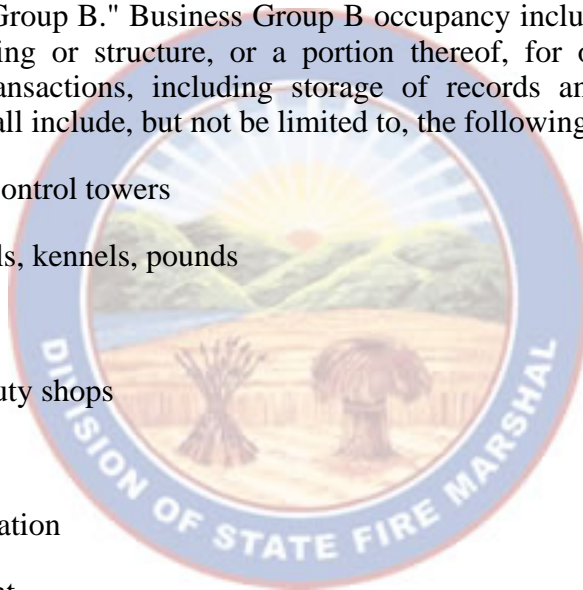 Group B." Business Group B occupancy inclu
ing or structure, or a portion thereof, for o
ansactions, including storage of records an
all include, but not be limited to, the following
control towers
ls, kennels, pounds
uty shops
ation
DIVISION OF STATE FIRE MARSHAL